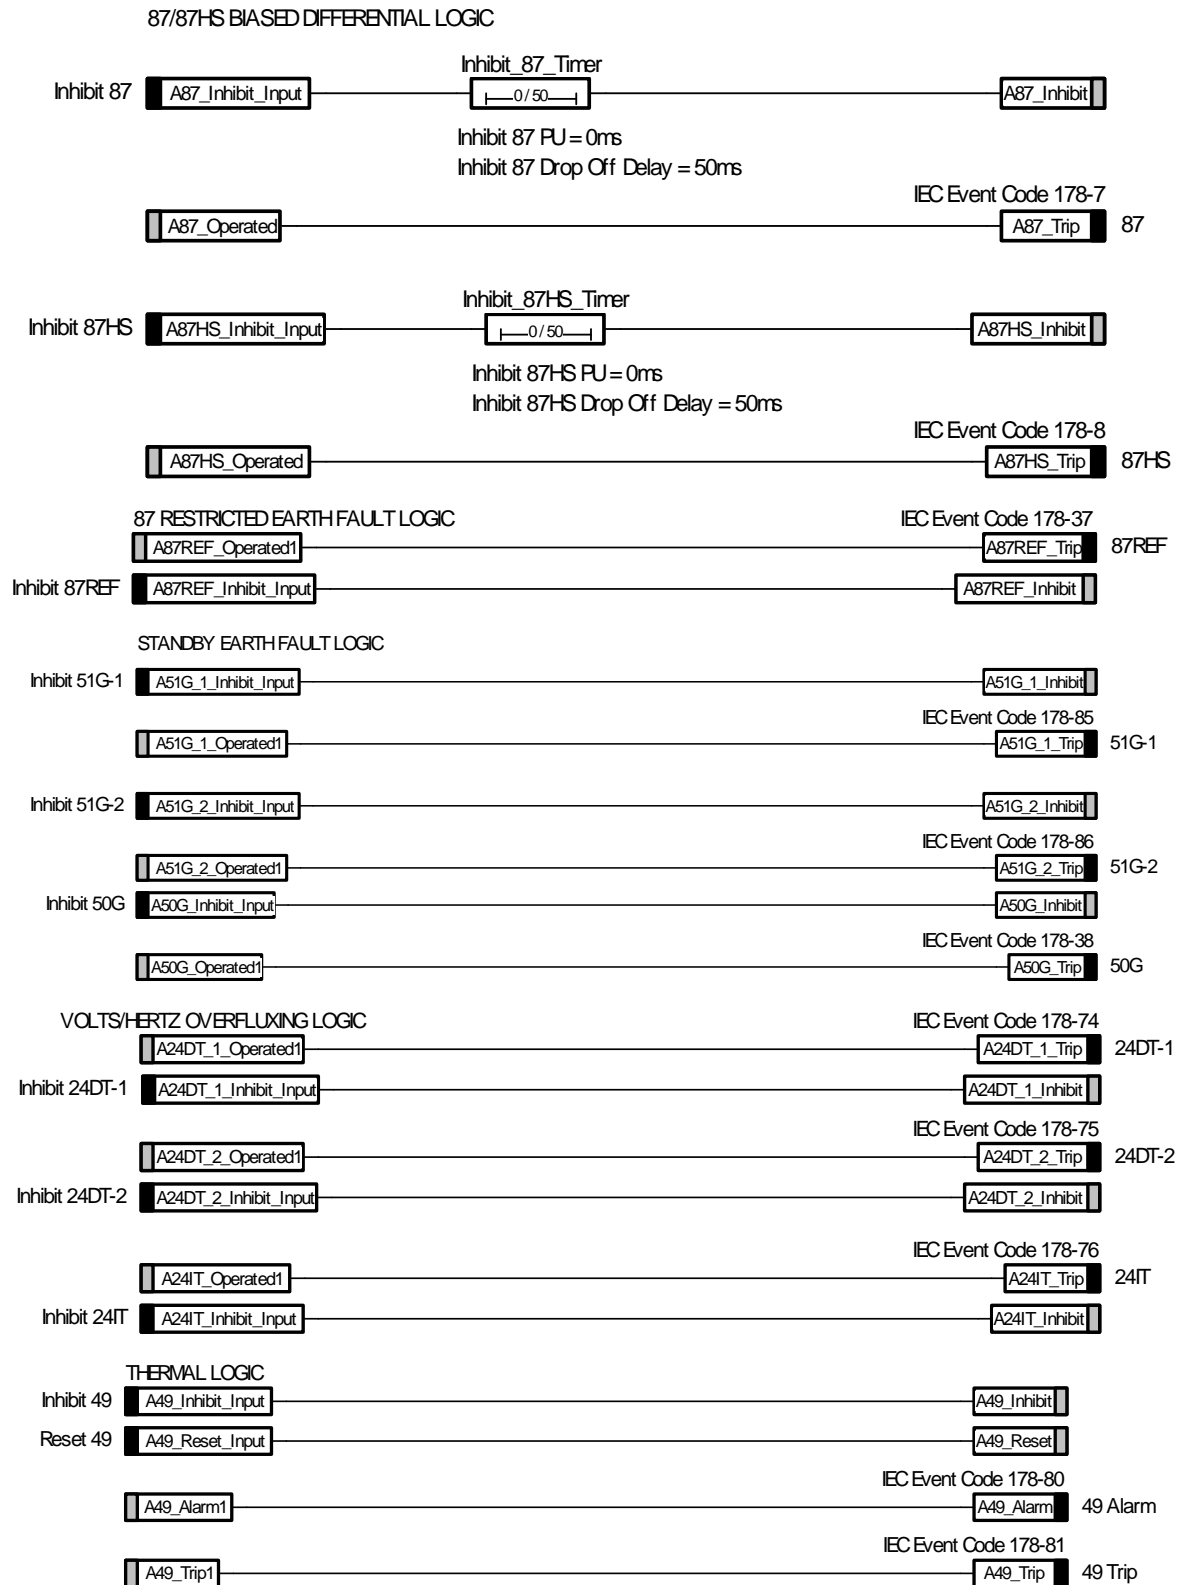 87/87HS BIASED DIFFERENTIAL LOGIC
Inhibit_87_Timer
Inhibit 87 A87_Inhibit_Input 0/50 A87_Inhibit
Inhibit 87 PU = 0ms
Inhibit 87 Drop Off Delay = 50ms
IEC Event Code 178-7
A87_Operated A87_Trip 87
Inhibit_87HS_Timer
Inhibit 87HS A87HS_Inhibit_Input 0/50 A87HS_Inhibit
Inhibit 87HS PU = 0ms
Inhibit 87HS Drop Off Delay = 50ms
IEC Event Code 178-8
A87HS_Operated A87HS_Trip 87HS
87 RESTRICTED EARTH FAULT LOGIC IEC Event Code 178-37
A87REF_Operated1 A87REF_Trip 87REF
Inhibit 87REF A87REF_Inhibit_Input A87REF_Inhibit
STANDBY EARTH FAULT LOGIC
Inhibit 51G-1 A51G_1_Inhibit_Input A51G_1_Inhibit
IEC Event Code 178-85
A51G_1_Operated1 A51G_1_Trip 51G-1
Inhibit 51G-2 A51G_2_Inhibit_Input A51G_2_Inhibit
IEC Event Code 178-86
A51G_2_Operated1 A51G_2_Trip 51G-2
Inhibit 50G A50G_Inhibit_Input A50G_Inhibit
IEC Event Code 178-38
A50G_Operated1 A50G_Trip 50G
VOLTS/HERTZ OVERFLUXING LOGIC IEC Event Code 178-74
A24DT_1_Operated1 A24DT_1_Trip 24DT-1
Inhibit 24DT-1 A24DT_1_Inhibit_Input A24DT_1_Inhibit
IEC Event Code 178-75
A24DT_2_Operated1 A24DT_2_Trip 24DT-2
Inhibit 24DT-2 A24DT_2_Inhibit_Input A24DT_2_Inhibit
IEC Event Code 178-76
A24IT_Operated1 A24IT_Trip 24IT
Inhibit 24IT A24IT_Inhibit_Input A24IT_Inhibit
THERMAL LOGIC
Inhibit 49 A49_Inhibit_Input A49_Inhibit
Reset 49 A49_Reset_Input A49_Reset
IEC Event Code 178-80
A49_Alarm1 A49_Alarm 49 Alarm
IEC Event Code 178-81
A49_Trip1 A49_Trip 49 Trip